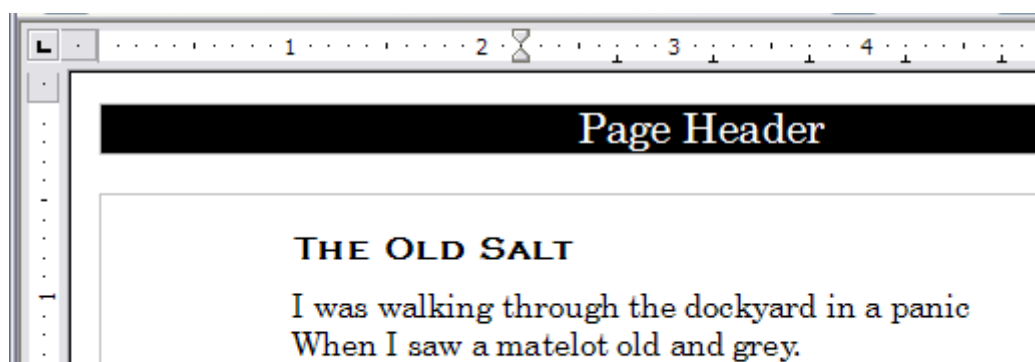 1 2 3 4
Page Header
1
THE OLD SALT
I was walking through the dockyard in a panic
When I saw a matelot old and grey.